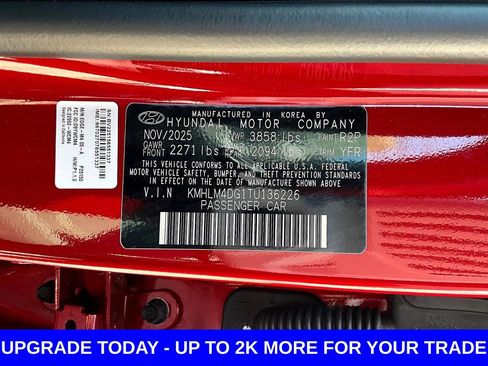 MANUFACTURED IN KOREA
HYUNDAI MOTOR COMPANY
NOV/2025 GVWR 3858 lbs. PAINT R2P
GAWR
FRONT 2271 lbs 2094 lbs TRIM YFR
THIS VEHICLE CONFORMS TO ALL APPLICABLE FEDERAL
MOTOR VEHICLE SAFETY, BUMPER, AND THEFT PREVENTION
STANDARDS IN EFFECT ON THE DATE OF MANUFACTURE SHOWN ABOVE.
V.I.N KMHLM4DG1TU136226
PASSENGER CAR
UPGRADE TODAY - UP TO 2K MORE FOR YOUR TRADE